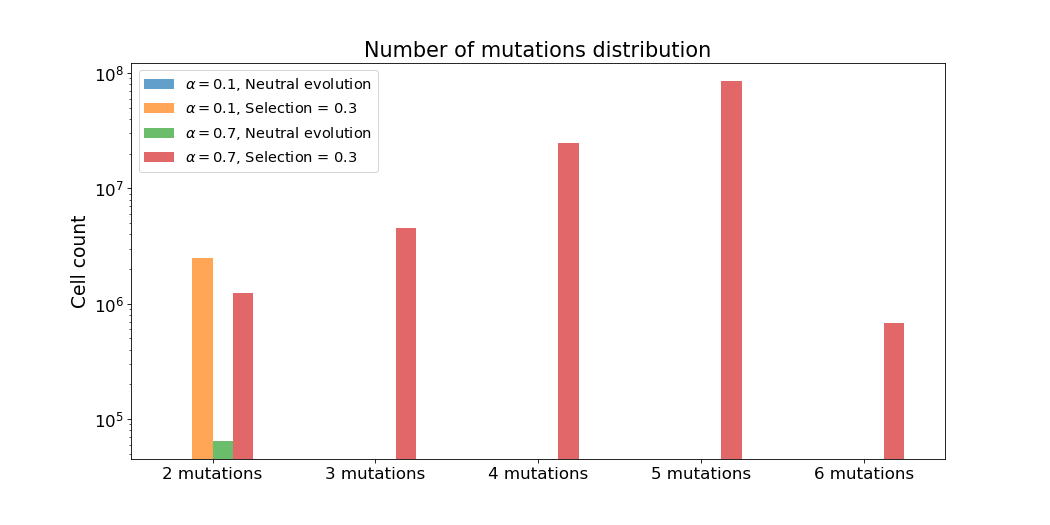 Number of mutations distribution
α = 0.1, Neutral evolution
α = 0.1, Selection = 0.3
α = 0.7, Neutral evolution
α = 0.7, Selection = 0.3
Cell count
10⁸
10⁷
10⁶
10⁵
2 mutations 3 mutations 4 mutations 5 mutations 6 mutations